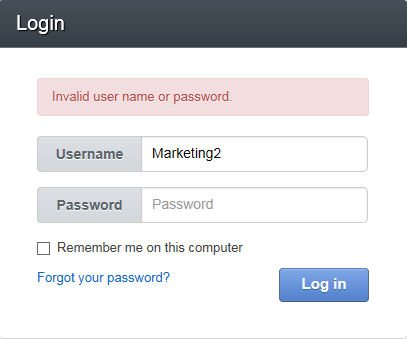 Login
Invalid user name or password.
Username Marketing2
Password Password
Remember me on this computer
Forgot your password? Log in